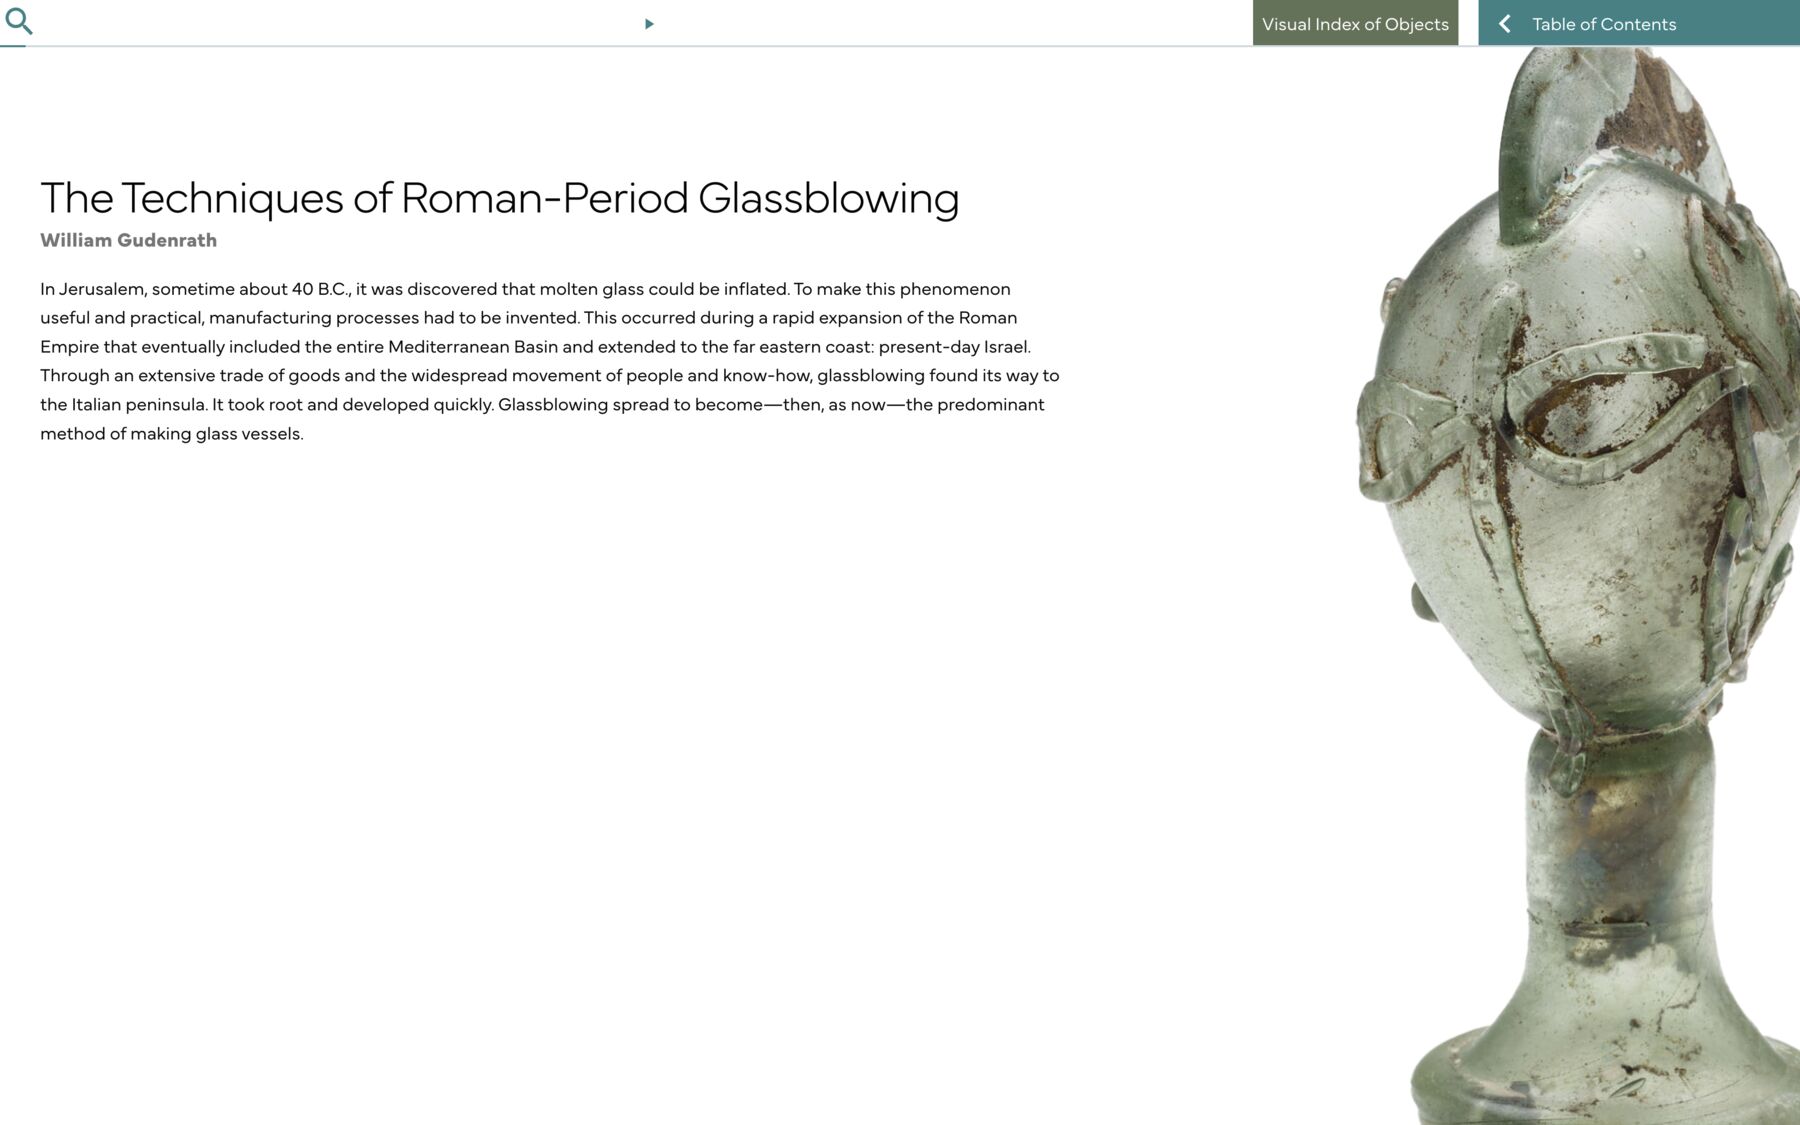 Visual Index of Objects
Table of Contents
The Techniques of Roman-Period Glassblowing
William Gudenrath
In Jerusalem, sometime about 40 B.C., it was discovered that molten glass could be inflated. To make this phenomenon
useful and practical, manufacturing processes had to be invented. This occurred during a rapid expansion of the Roman
Empire that eventually included the entire Mediterranean Basin and extended to the far eastern coast: present-day Israel.
Through an extensive trade of goods and the widespread movement of people and know-how, glassblowing found its way to
the Italian peninsula. It took root and developed quickly. Glassblowing spread to become—then, as now—the predominant
method of making glass vessels.